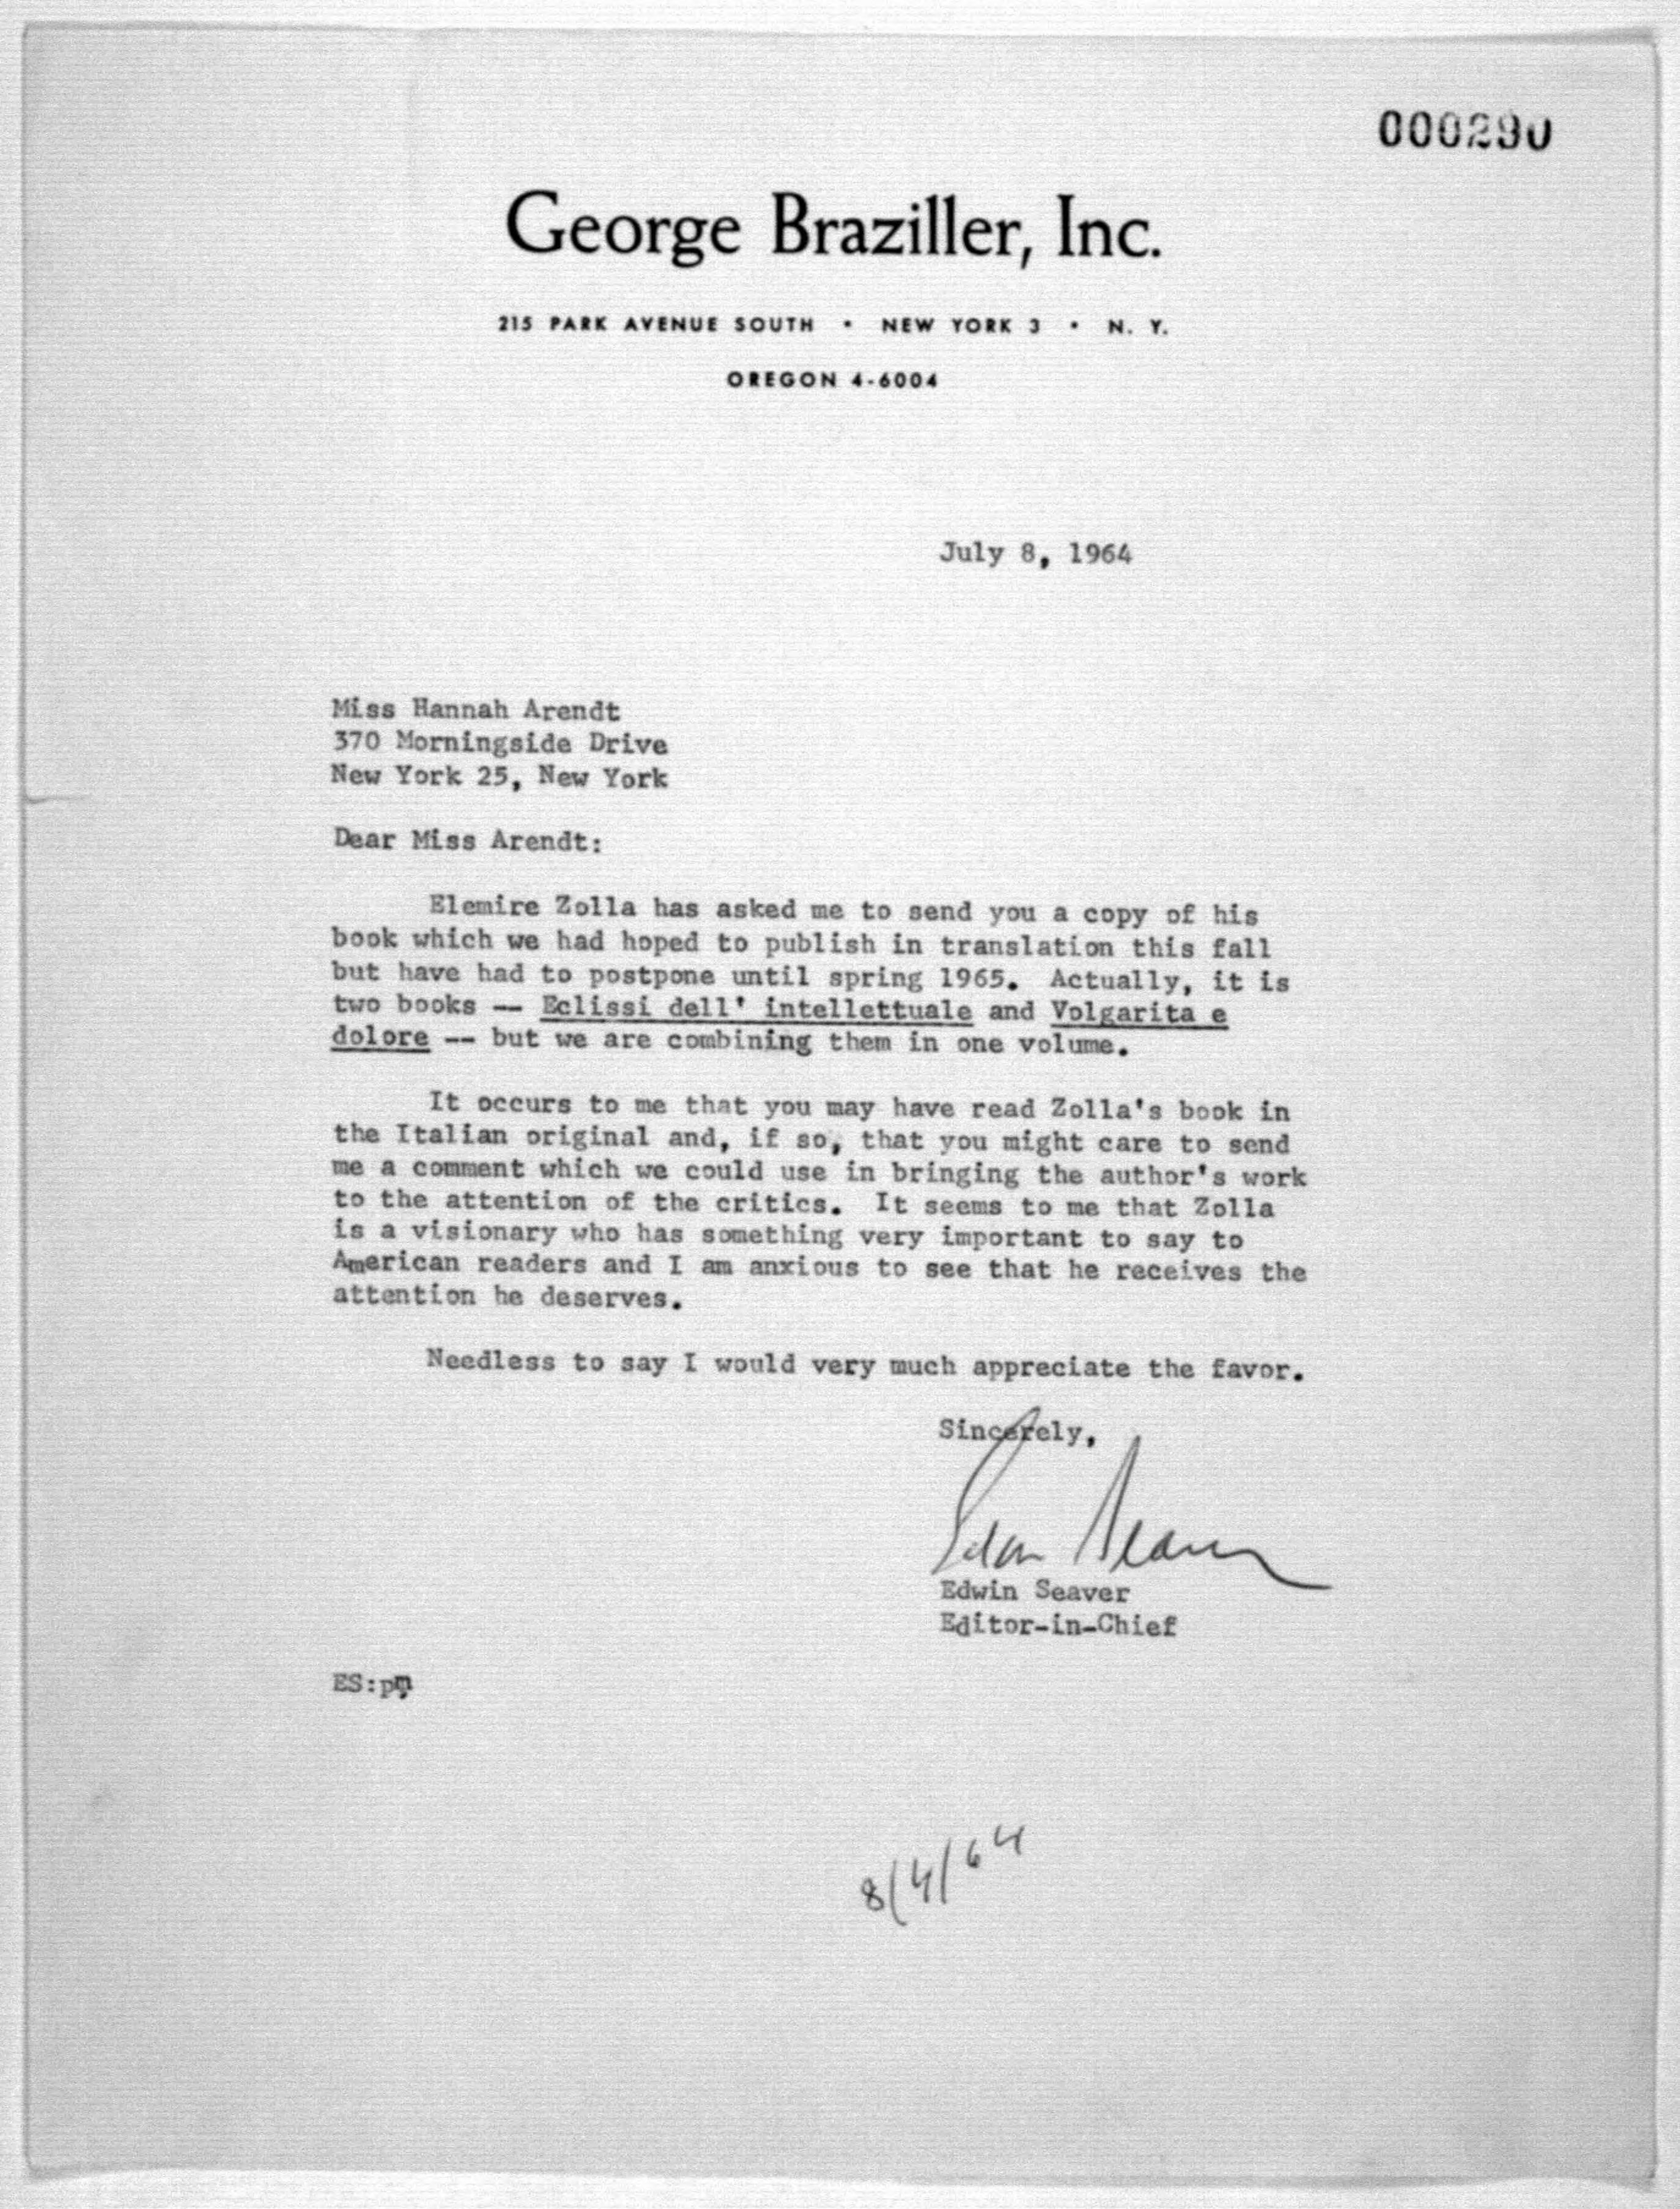 000290
George Braziller, Inc.
215 PARK AVENUE SOUTH • NEW YORK 3 • N. Y.
OREGON 4-6004
July 8, 1964
Miss Hannah Arendt
370 Morningside Drive
New York 25, New York
Dear Miss Arendt:
Elemire Zolla has asked me to send you a copy of his
book which we had hoped to publish in translation this fall
but have had to postpone until spring 1965. Actually, it is
two books -- Eclissi dell' intellettuale and Volgarita e
dolore -- but we are combining them in one volume.
It occurs to me that you may have read Zolla's book in
the Italian original and, if so, that you might care to send
me a comment which we could use in bringing the author's work
to the attention of the critics. It seems to me that Zolla
is a visionary who has something very important to say to
American readers and I am anxious to see that he receives the
attention he deserves.
Needless to say I would very much appreciate the favor.
Sincerely,
Edwin Seaver
Edwin Seaver
Editor-in-Chief
ES:pm
8/4/64